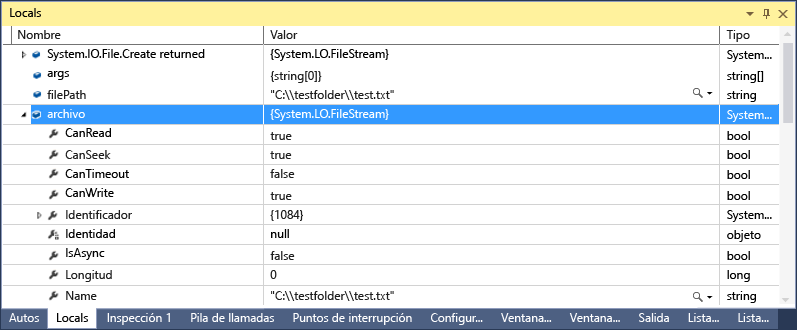 Locals
Nombre Valor Tipo
System.IO.File.Create returned {System.LO.FileStream} System...
args {string[0]} string[]
filePath "C:\\testfolder\\test.txt" string
archivo {System.LO.FileStream} System...
CanRead true bool
CanSeek true bool
CanTimeout false bool
CanWrite true bool
Identificador {1084} System...
Identidad null objeto
IsAsync false bool
Longitud 0 long
Name "C:\\testfolder\\test.txt" string
Autos Locals Inspección 1 Pila de llamadas Puntos de interrupción Configur... Ventana... Ventana... Salida Lista... Lista...